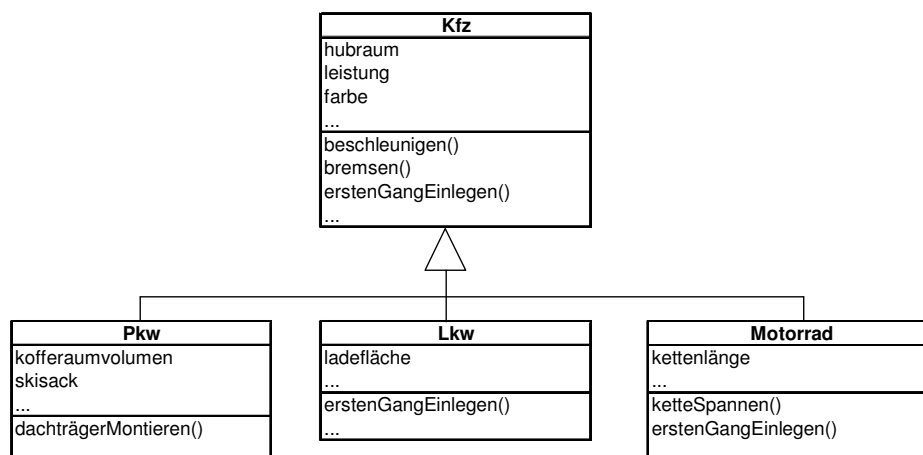 Kfz
hubraum
leistung
farbe
...
beschleunigen()
bremsen()
erstenGangEinlegen()
...
Pkw
kofferaumvolumen
skisack
...
dachträgerMontieren()
Lkw
ladefläche
...
erstenGangEinlegen()
...
Motorrad
kettenlänge
...
ketteSpannen()
erstenGangEinlegen()